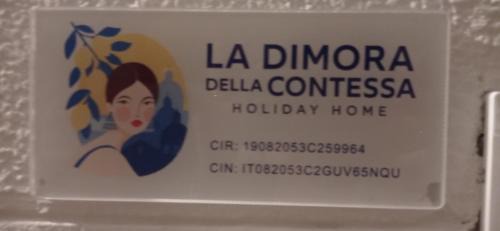 LA DIMORA
DELLA CONTESSA
HOLIDAY HOME
CIR: 19082053C259964
CIN: IT082053C2GUV65NQU